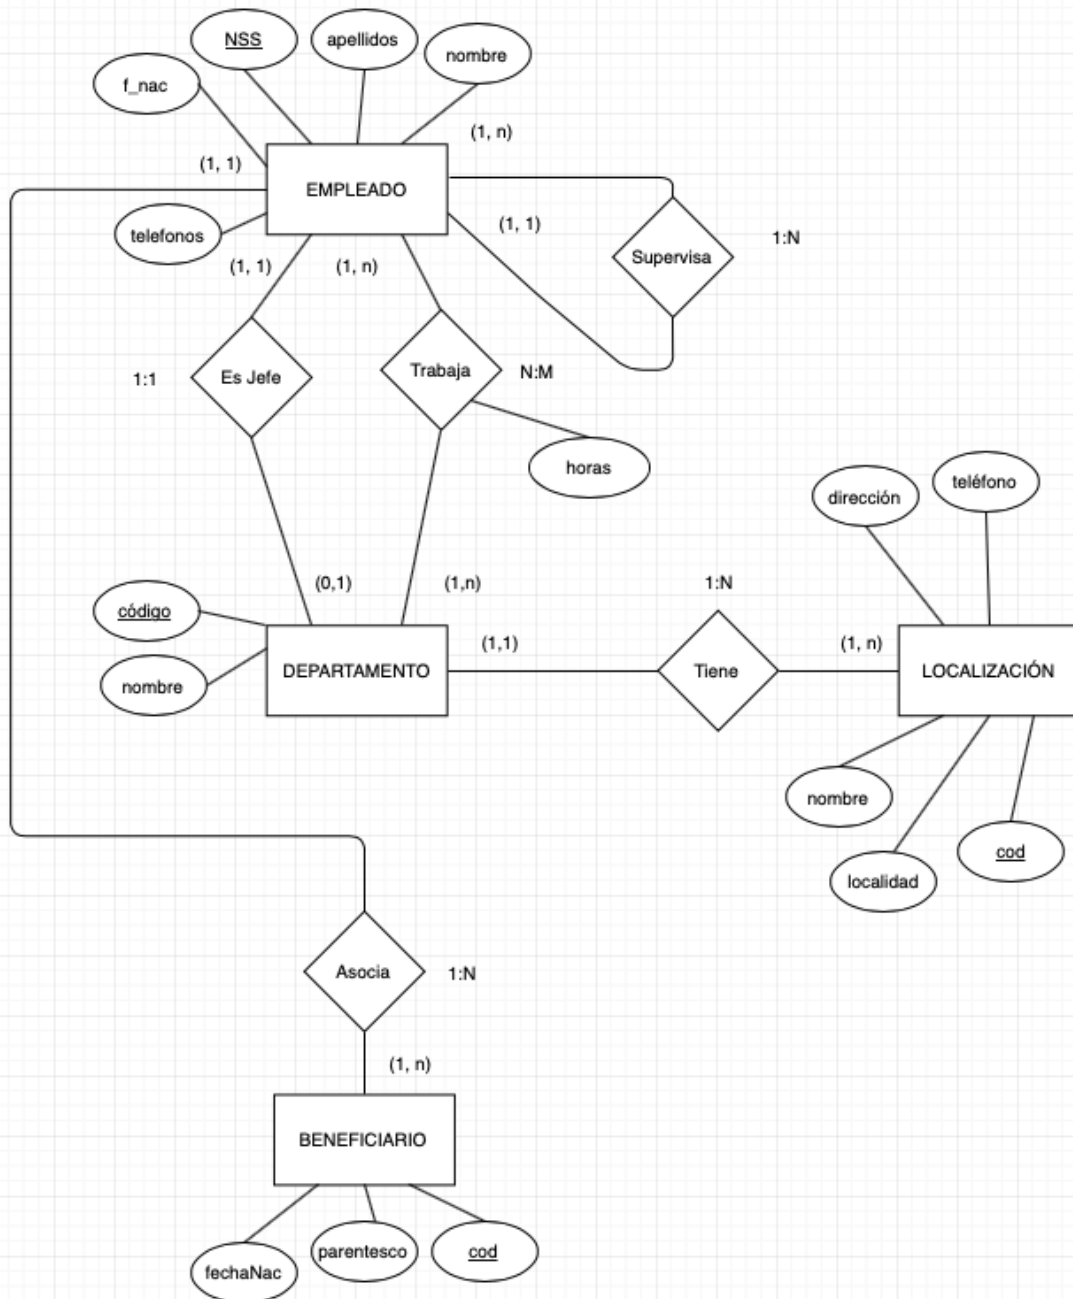 NSS
apellidos
nombre
f_nac
(1, n)
(1, 1)
EMPLEADO
telefonos
(1, 1)
Supervisa
1:N
(1, 1)
(1, n)
Es Jefe
1:1
Trabaja
N:M
horas
dirección
teléfono
(0,1)
(1,n)
1:N
código
nombre
DEPARTAMENTO
(1,1)
Tiene
(1, n)
LOCALIZACIÓN
nombre
localidad
cod
Asocia
1:N
(1, n)
BENEFICIARIO
fechaNac
parentesco
cod